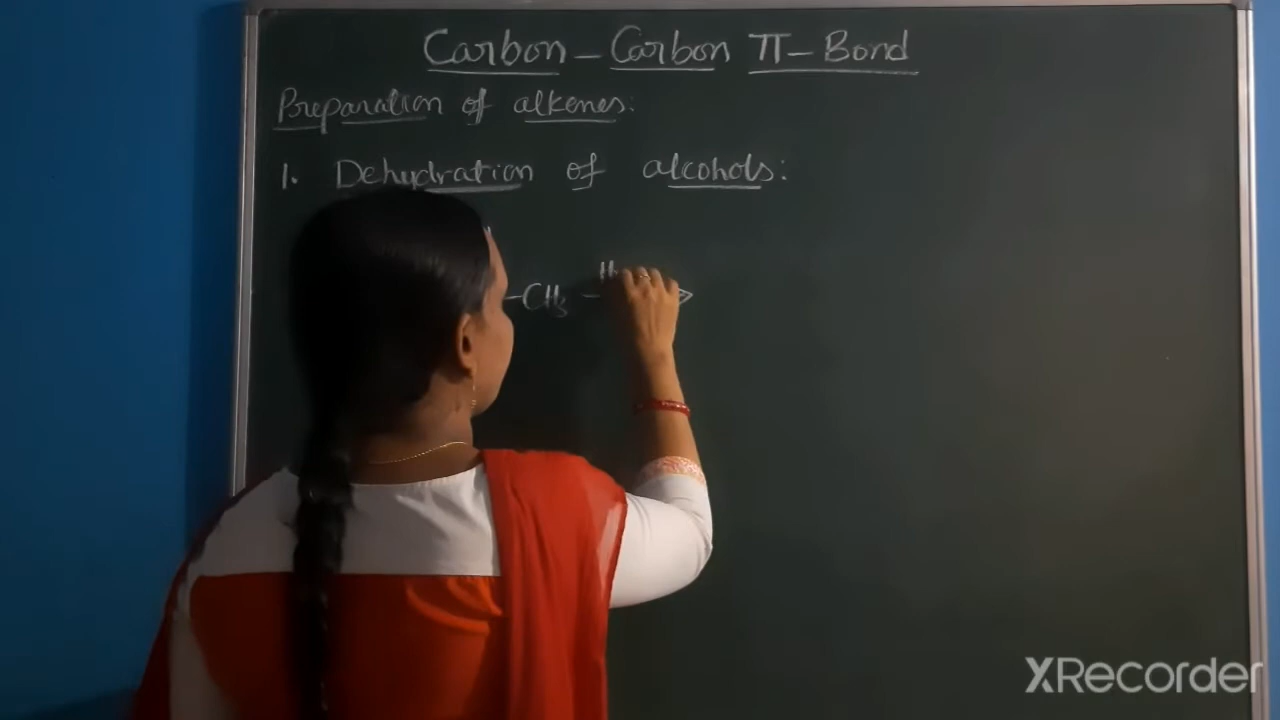 Carbon - Carbon π - Bond
Preparation of alkenes:
1. Dehydration of alcohols:
-CH3
XRecorder